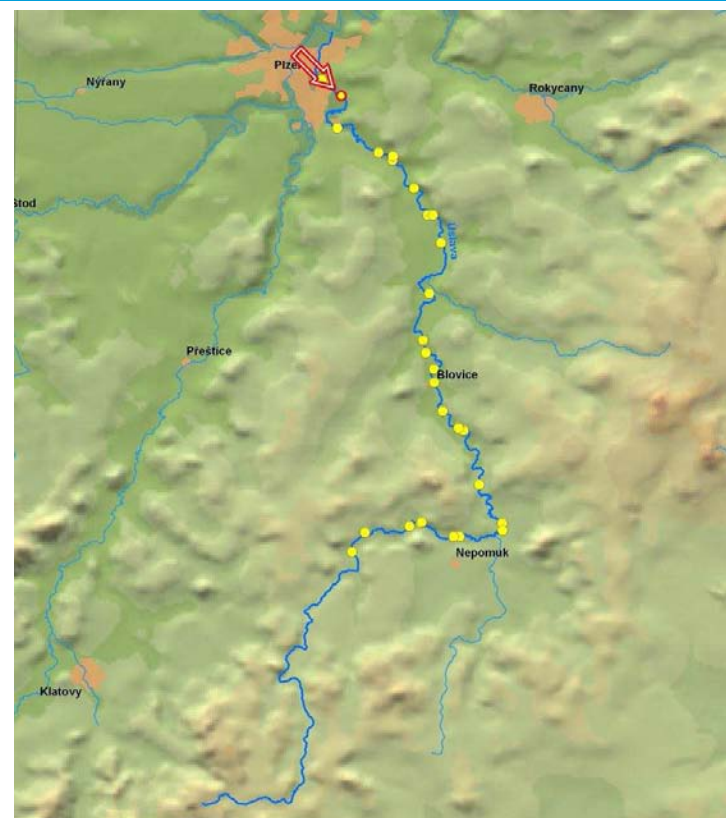 Plzeň
Nýřany
Rokycany
Stod
Úslava
Přeštice
Blovice
Nepomuk
Klatovy